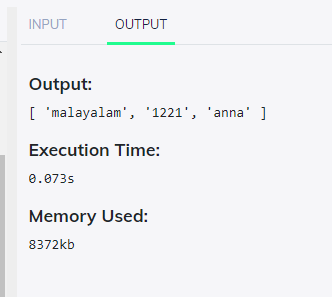 INPUT OUTPUT
Output:
[ 'malayalam', '1221', 'anna' ]
Execution Time:
0.073s
Memory Used:
8372kb